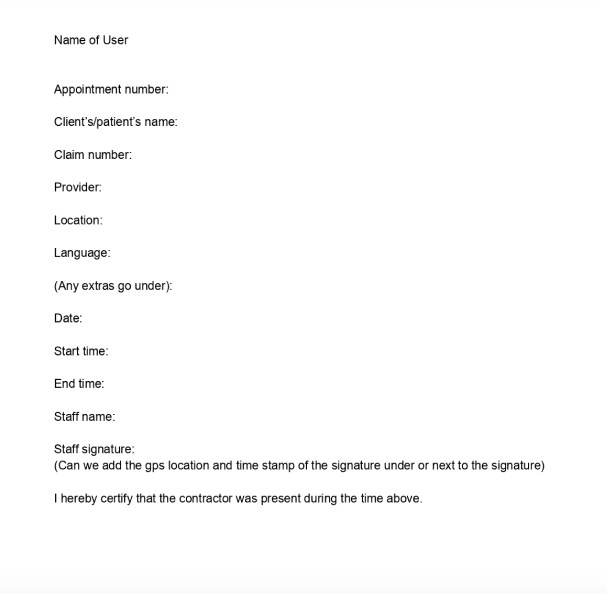 Name of User
Appointment number:
Client's/patient's name:
Claim number:
Provider:
Location:
Language:
(Any extras go under):
Date:
Start time:
End time:
Staff name:
Staff signature:
(Can we add the gps location and time stamp of the signature under or next to the signature)
I hereby certify that the contractor was present during the time above.